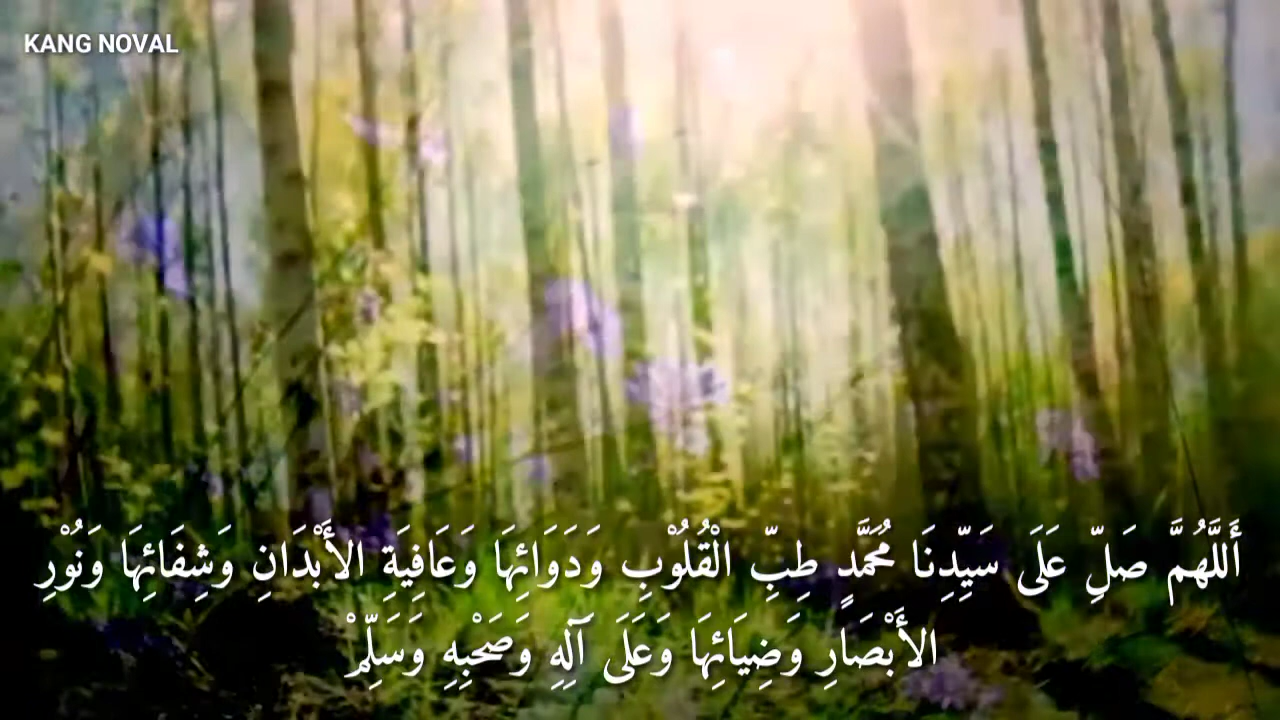 KANG NOVAL
أَللَّهُمَّ صَلِّ عَلَى سَيِّدِنَا مُحَمَّدٍ طِبِّ الْقُلُوْبِ وَدَوَائِهَا وَعَافِيَةِ الأَبْدَانِ وَشِفَائِهَا وَنُوْرِ
الأَبْصَارِ وَضِيَائِهَا وَعَلَى آلِهِ وَصَحْبِهِ وَسَلِّمْ